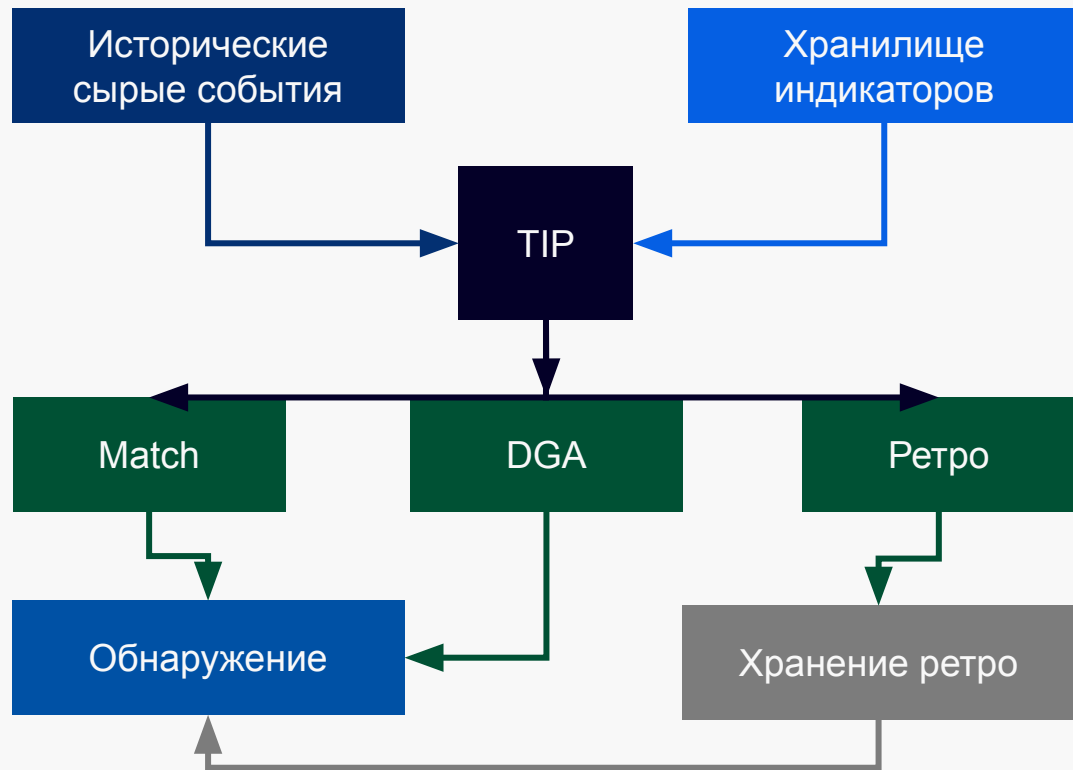 Исторические
сырые события
Хранилище
индикаторов
TIP
Match
DGA
Ретро
Обнаружение
Хранение ретро